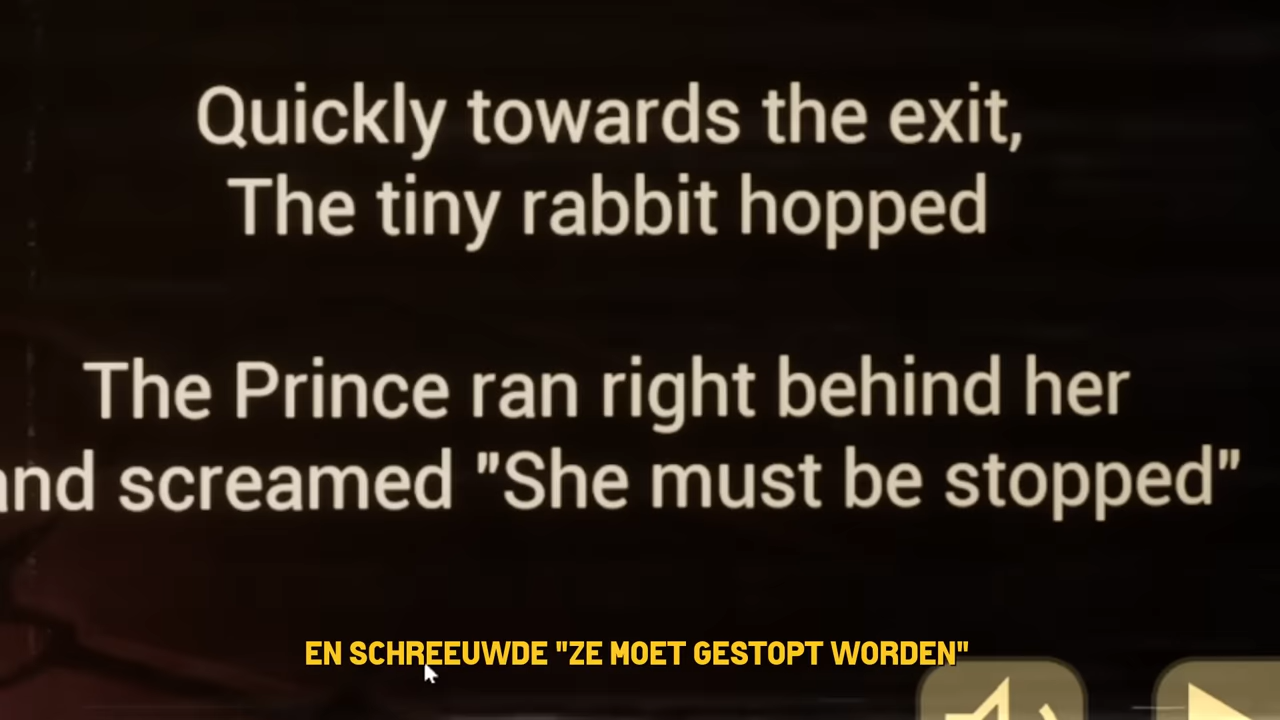 Quickly towards the exit,
The tiny rabbit hopped
The Prince ran right behind her
and screamed "She must be stopped"
EN SCHREEUWDE "ZE MOET GESTOPT WORDEN"